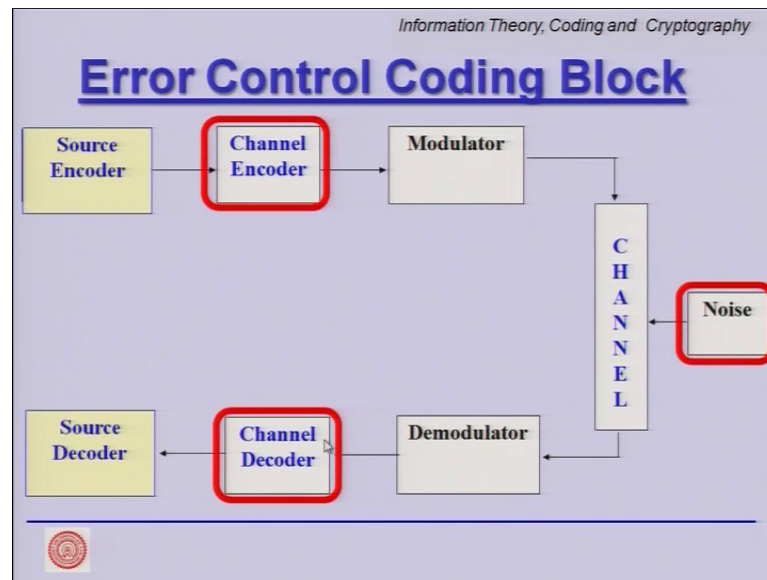 Information Theory, Coding and Cryptography
Error Control Coding Block
Source
Encoder
Channel
Encoder
Modulator
C
H
A
N
N
E
L
Noise
Source
Decoder
Channel
Decoder
Demodulator